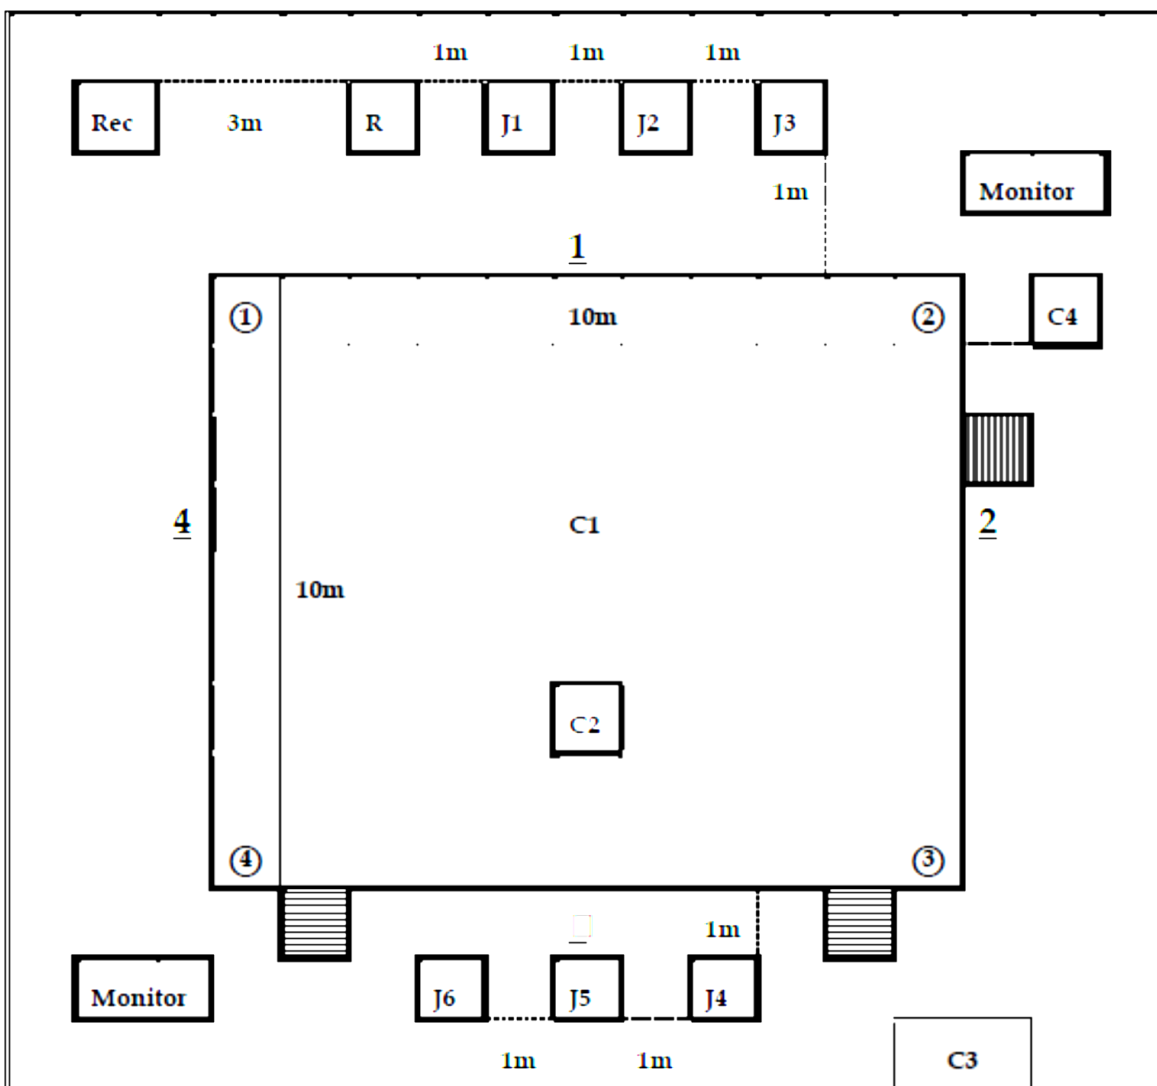 1m 1m 1m
Rec 3m R J1 J2 J3
1m Monitor
1
① 10m ② C4
4 C1 2
10m
C2
④ ③
1m
Monitor J6 J5 J4
1m 1m C3